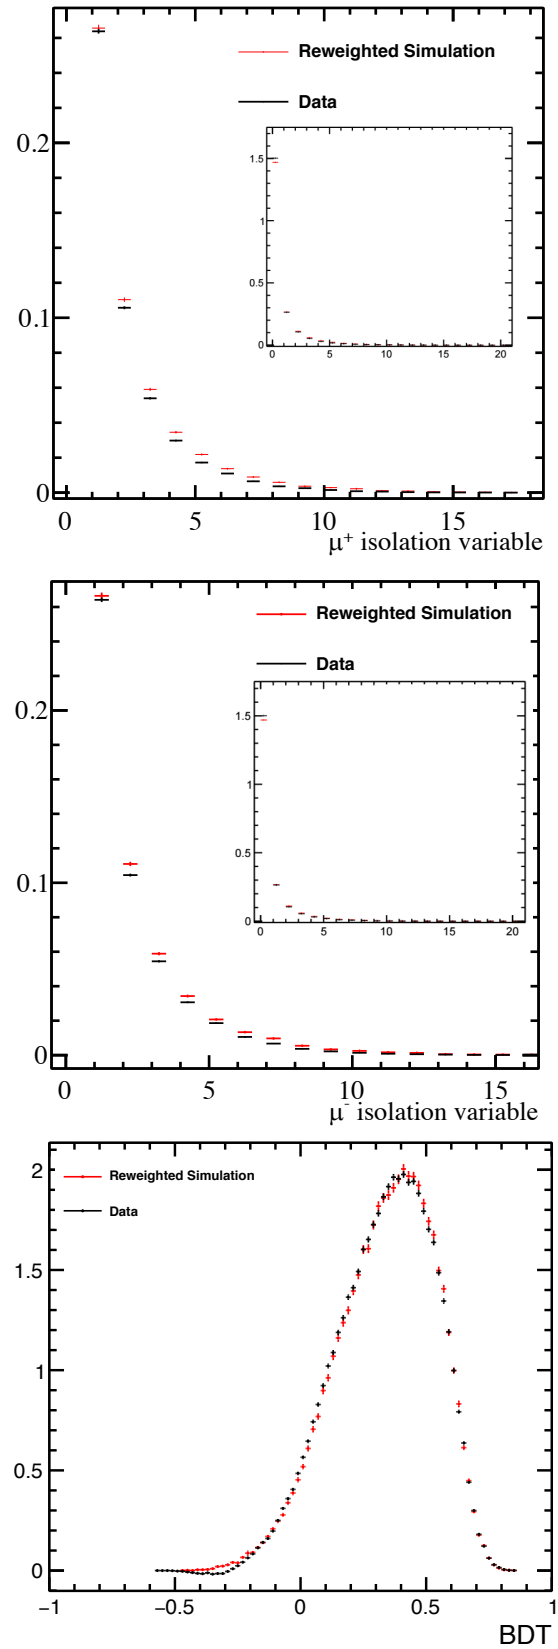 Reweighted Simulation
Data
0.2
0.1
0
1.5
1
0.5
0
0 5 10 15 20
0 5 10 15
μ+ isolation variable
Reweighted Simulation
Data
0.2
0.1
0
1.5
1
0.5
0
0 5 10 15 20
0 5 10 15
μ- isolation variable
Reweighted Simulation
Data
2
1.5
1
0.5
0
−1 −0.5 0 0.5 1
BDT